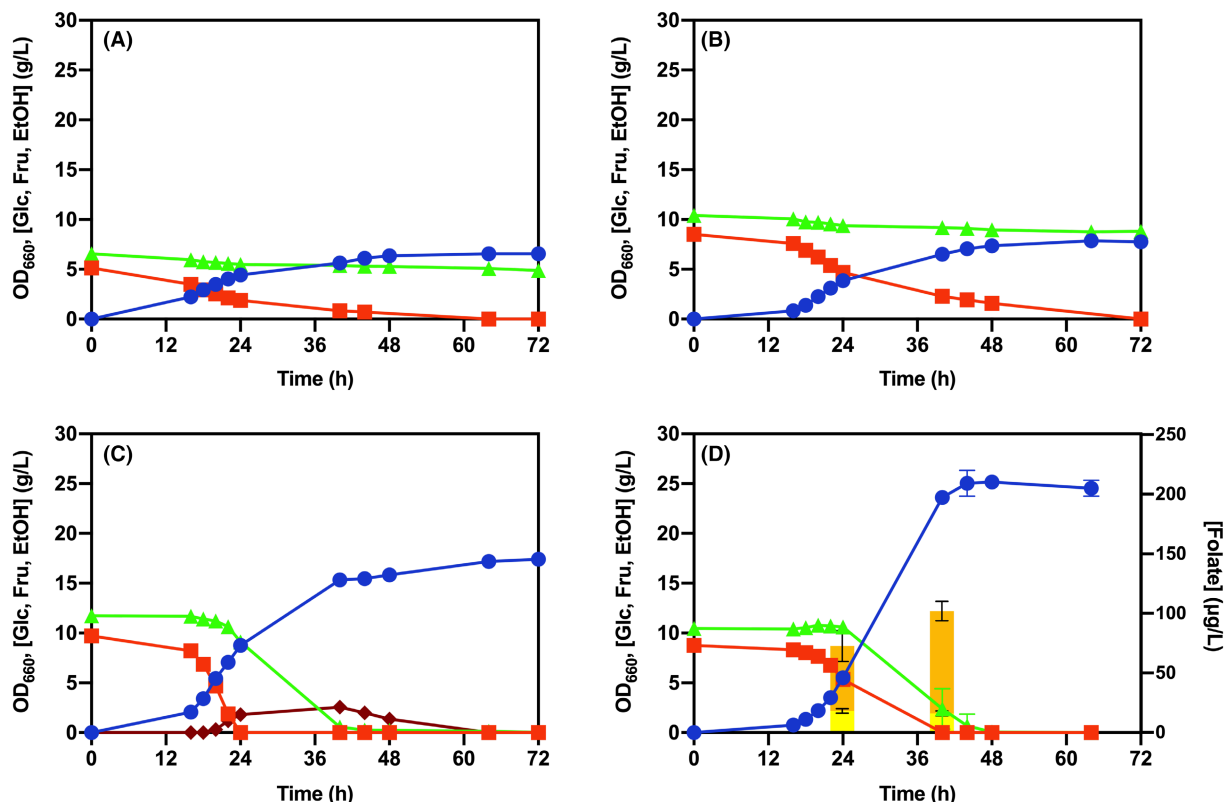 (A)
OD660, [Glc, Fru, EtOH] (g/L)
30
25
20
15
10
5
0
0 12 24 36 48 60 72
Time (h)
(B)
OD660, [Glc, Fru, EtOH] (g/L)
30
25
20
15
10
5
0
0 12 24 36 48 60 72
Time (h)
(C)
OD660, [Glc, Fru, EtOH] (g/L)
30
25
20
15
10
5
0
0 12 24 36 48 60 72
Time (h)
(D)
OD660, [Glc, Fru, EtOH] (g/L)
30
25
20
15
10
5
0
250
200
150
100
50
0
[Folate] (µg/L)
0 12 24 36 48 60 72
Time (h)